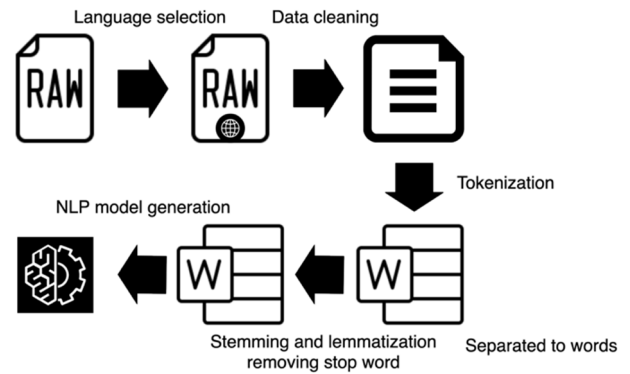 Language selection
Data cleaning
RAW
RAW
Tokenization
NLP model generation
W
W
Stemming and lemmatization
removing stop word
Separated to words